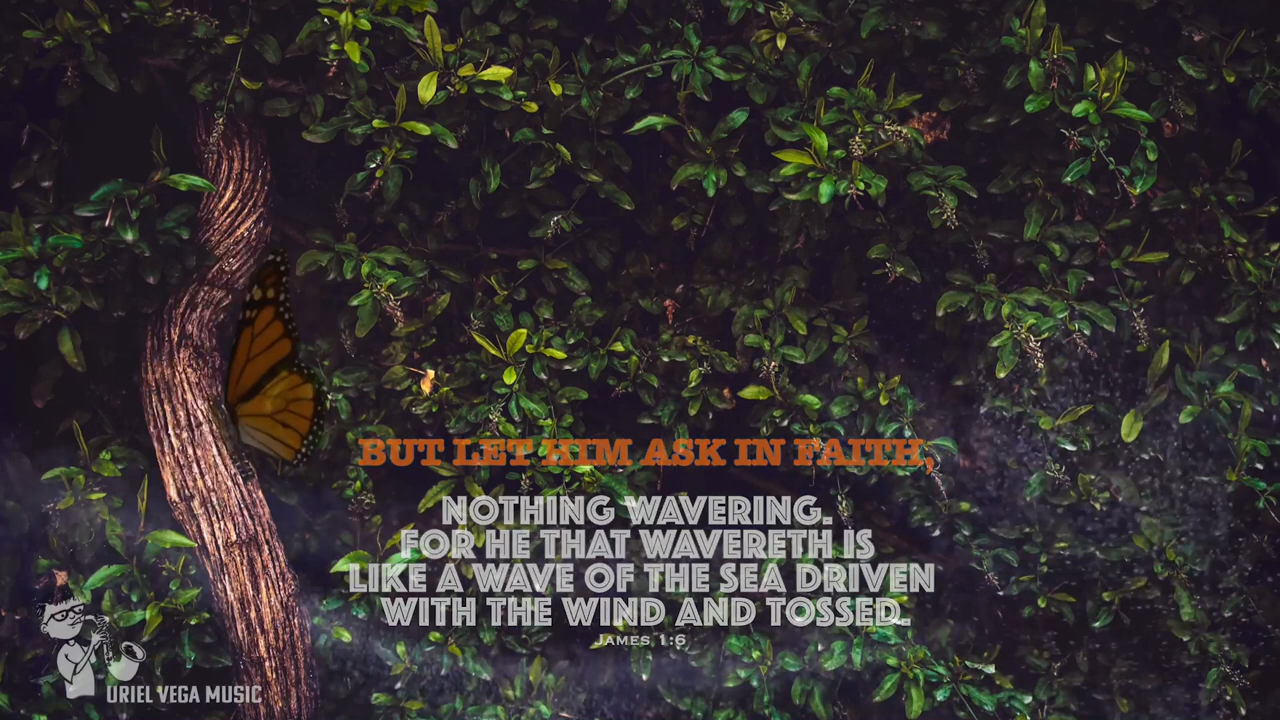 BUT LET HIM ASK IN FAITH,
NOTHING WAVERING.
FOR HE THAT WAVERETH IS
LIKE A WAVE OF THE SEA DRIVEN
WITH THE WIND AND TOSSED.
JAMES 1:6
URIEL VEGA MUSIC